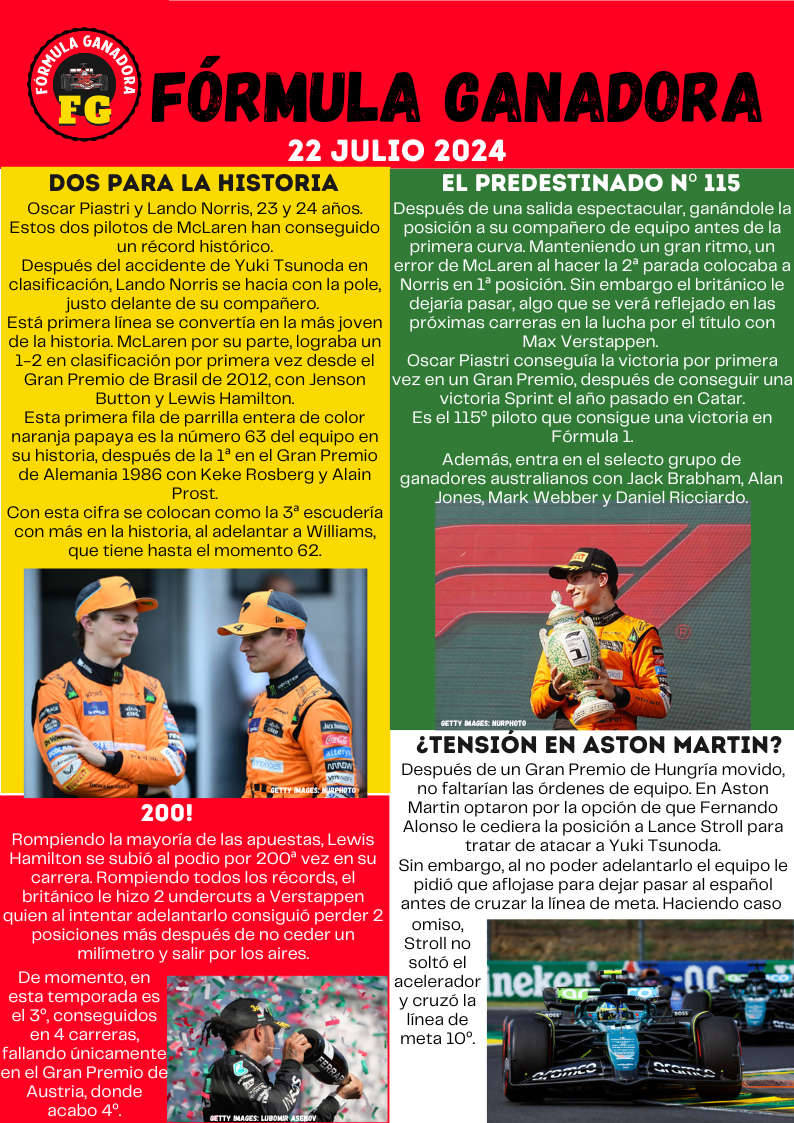 FÓRMULA GANADORA
FG
FÓRMULA GANADORA
22 JULIO 2024
DOS PARA LA HISTORIA
Oscar Piastri y Lando Norris, 23 y 24 años.
Estos dos pilotos de McLaren han conseguido
un récord histórico.
Después del accidente de Yuki Tsunoda en
clasificación, Lando Norris se hacia con la pole,
justo delante de su compañero.
Está primera línea se convertía en la más joven
de la historia. McLaren por su parte, lograba un
1-2 en clasificación por primera vez desde el
Gran Premio de Brasil de 2012, con Jenson
Button y Lewis Hamilton.
Esta primera fila de parrilla entera de color
naranja papaya es la número 63 del equipo en
su historia, después de la 1ª en el Gran Premio
de Alemania 1986 con Keke Rosberg y Alain
Prost.
Con esta cifra se colocan como la 3ª escudería
con más en la historia, al adelantar a Williams,
que tiene hasta el momento 62.
GETTY IMAGES: NURPHOTO
200!
Rompiendo la mayoría de las apuestas, Lewis
Hamilton se subió al podio por 200ª vez en su
carrera. Rompiendo todos los récords, el
británico le hizo 2 undercuts a Verstappen
quien al intentar adelantarlo consiguió perder 2
posiciones más después de no ceder un
milímetro y salir por los aires.
De momento, en
esta temporada es
el 3º, conseguidos
en 4 carreras,
fallando únicamente
en el Gran Premio de
Austria, donde
acabo 4º.
FERRARI
GETTY IMAGES: LUBOMIR ASENOV
EL PREDESTINADO Nº 115
Después de una salida espectacular, ganándole la
posición a su compañero de equipo antes de la
primera curva. Manteniendo un gran ritmo, un
error de McLaren al hacer la 2ª parada colocaba a
Norris en 1ª posición. Sin embargo el británico le
dejaría pasar, algo que se verá reflejado en las
próximas carreras en la lucha por el título con
Max Verstappen.
Oscar Piastri conseguía la victoria por primera
vez en un Gran Premio, después de conseguir una
victoria Sprint el año pasado en Catar.
Es el 115º piloto que consigue una victoria en
Fórmula 1.
Además, entra en el selecto grupo de
ganadores australianos con Jack Brabham, Alan
Jones, Mark Webber y Daniel Ricciardo.
1
®
GETTY IMAGES: NURPHOTO
¿TENSIÓN EN ASTON MARTIN?
Después de un Gran Premio de Hungría movido,
no faltarían las órdenes de equipo. En Aston
Martin optaron por la opción de que Fernando
Alonso le cediera la posición a Lance Stroll para
tratar de atacar a Yuki Tsunoda.
Sin embargo, al no poder adelantarlo el equipo le
pidió que aflojase para dejar pasar al español
antes de cruzar la línea de meta. Haciendo caso
omiso,
Stroll no
soltó el
acelerador
y cruzó la
línea de
meta 10º.
aramco
aramco